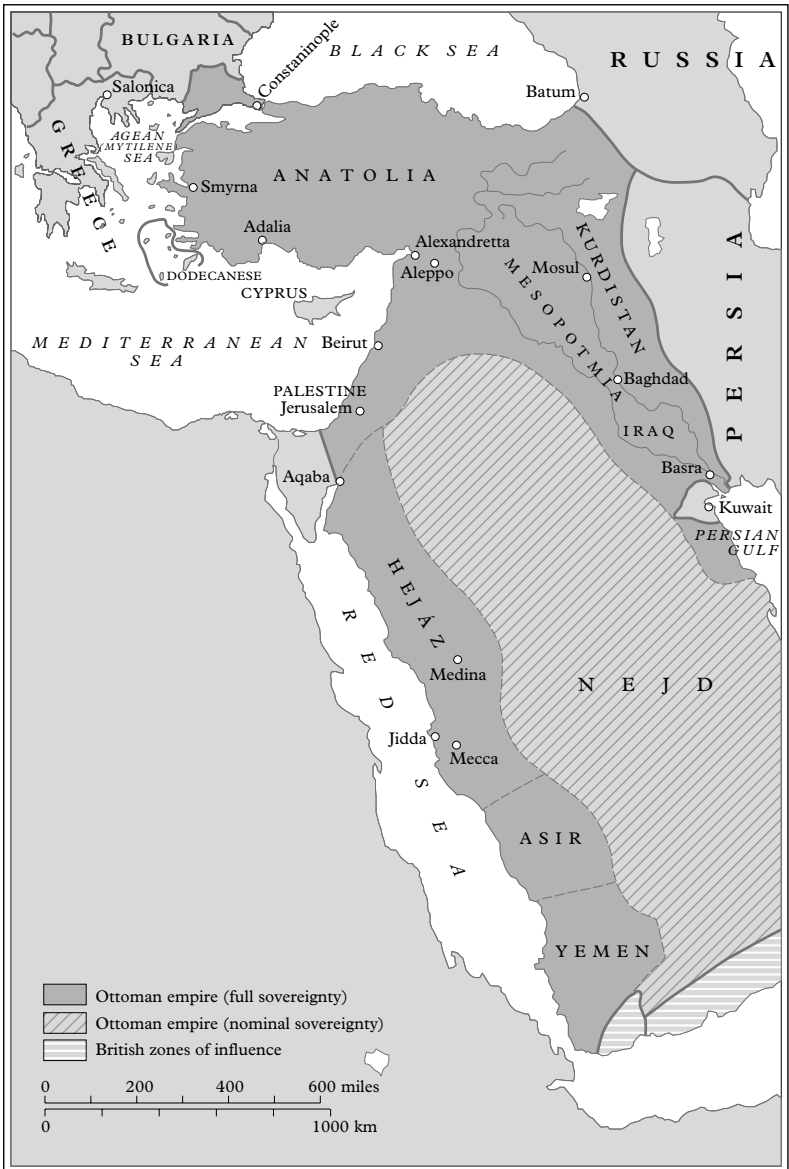 BULGARIA
BLACK SEA
RUSSIA
Constaninople
Salonica
Batum
AGEAN
(MYTILENE)
SEA
GREECE
ANATOLIA
Smyrna
Adalia
Alexandretta
Aleppo
DODECANESE
CYPRUS
KURDISTAN
Mosul
MESOPOTMIA
PERSIA
MEDITERRANEAN
SEA
Beirut
Baghdad
PALESTINE
Jerusalem
IRAQ
Basra
Aqaba
Kuwait
PERSIAN
GULF
HEJÁZ
RED SEA
Medina
NEJD
Jidda
Mecca
ASIR
YEMEN
Ottoman empire (full sovereignty)
Ottoman empire (nominal sovereignty)
British zones of influence
0 200 400 600 miles
0 1000 km